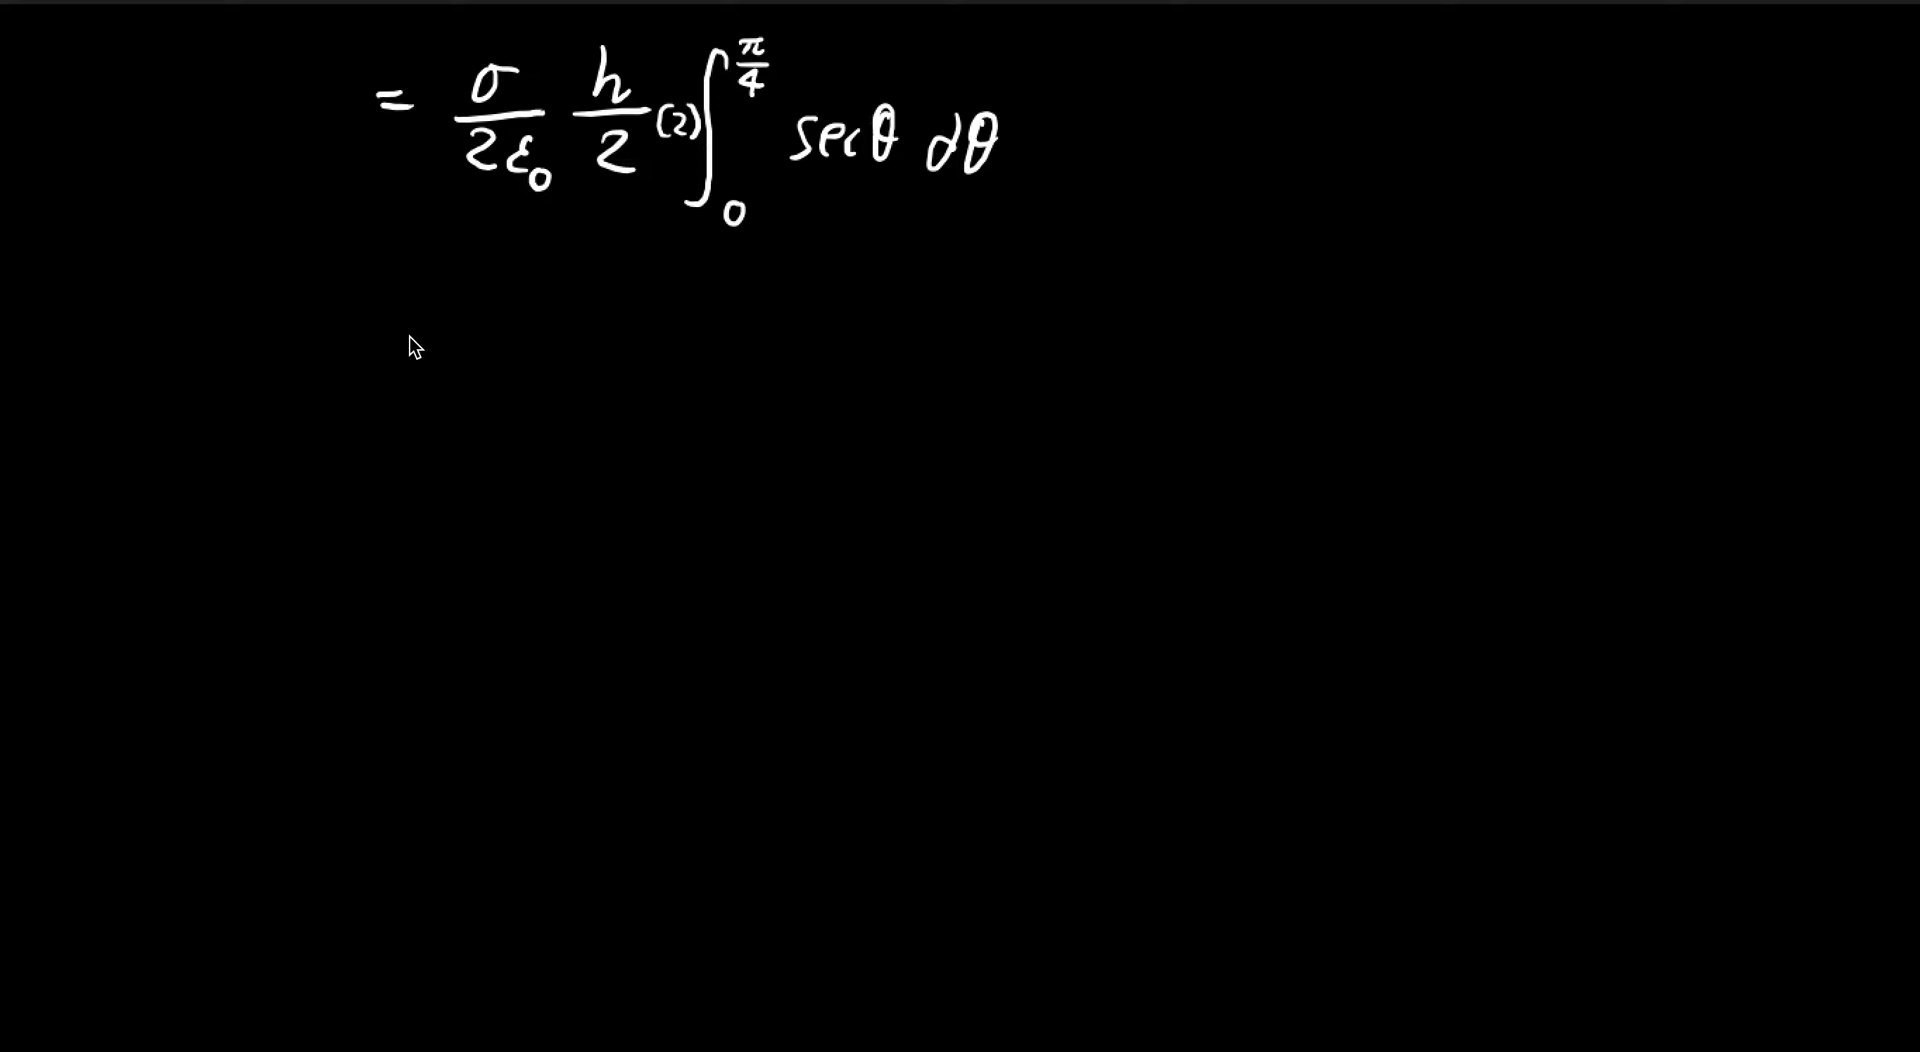 = σ/2ε₀ h/2 (2) ∫₀^(π/4) secθ dθ